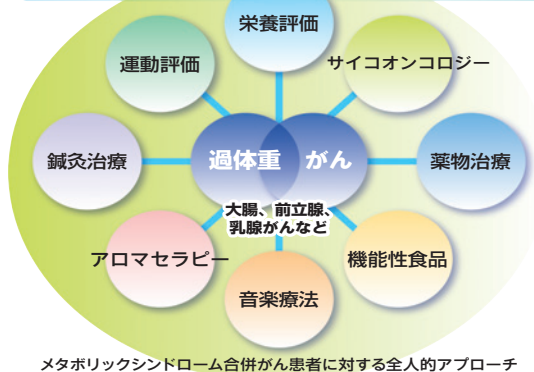 栄養評価
運動評価
サイコオンコロジー
鍼灸治療
過体重
がん
薬物治療
大腸、前立腺、
乳腺がんなど
アロマセラピー
機能性食品
音楽療法
メタボリックシンドローム合併がん患者に対する全人的アプローチ